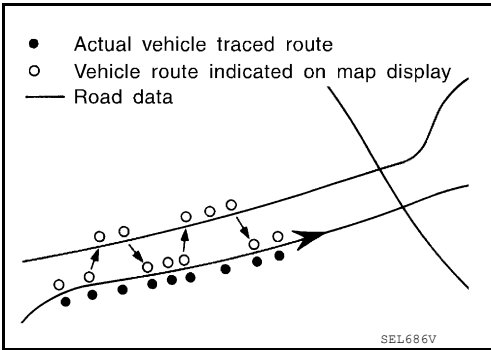 Actual vehicle traced route
Vehicle route indicated on map display
Road data
SEL686V